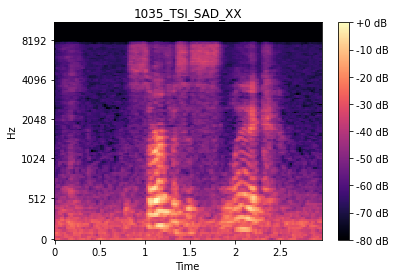 1035_TSI_SAD_XX
+0 dB
8192
-10 dB
4096
-20 dB
-30 dB
2048
Hz
-40 dB
1024
-50 dB
512
-60 dB
-70 dB
0
-80 dB
0 0.5 1 1.5 2 2.5
Time